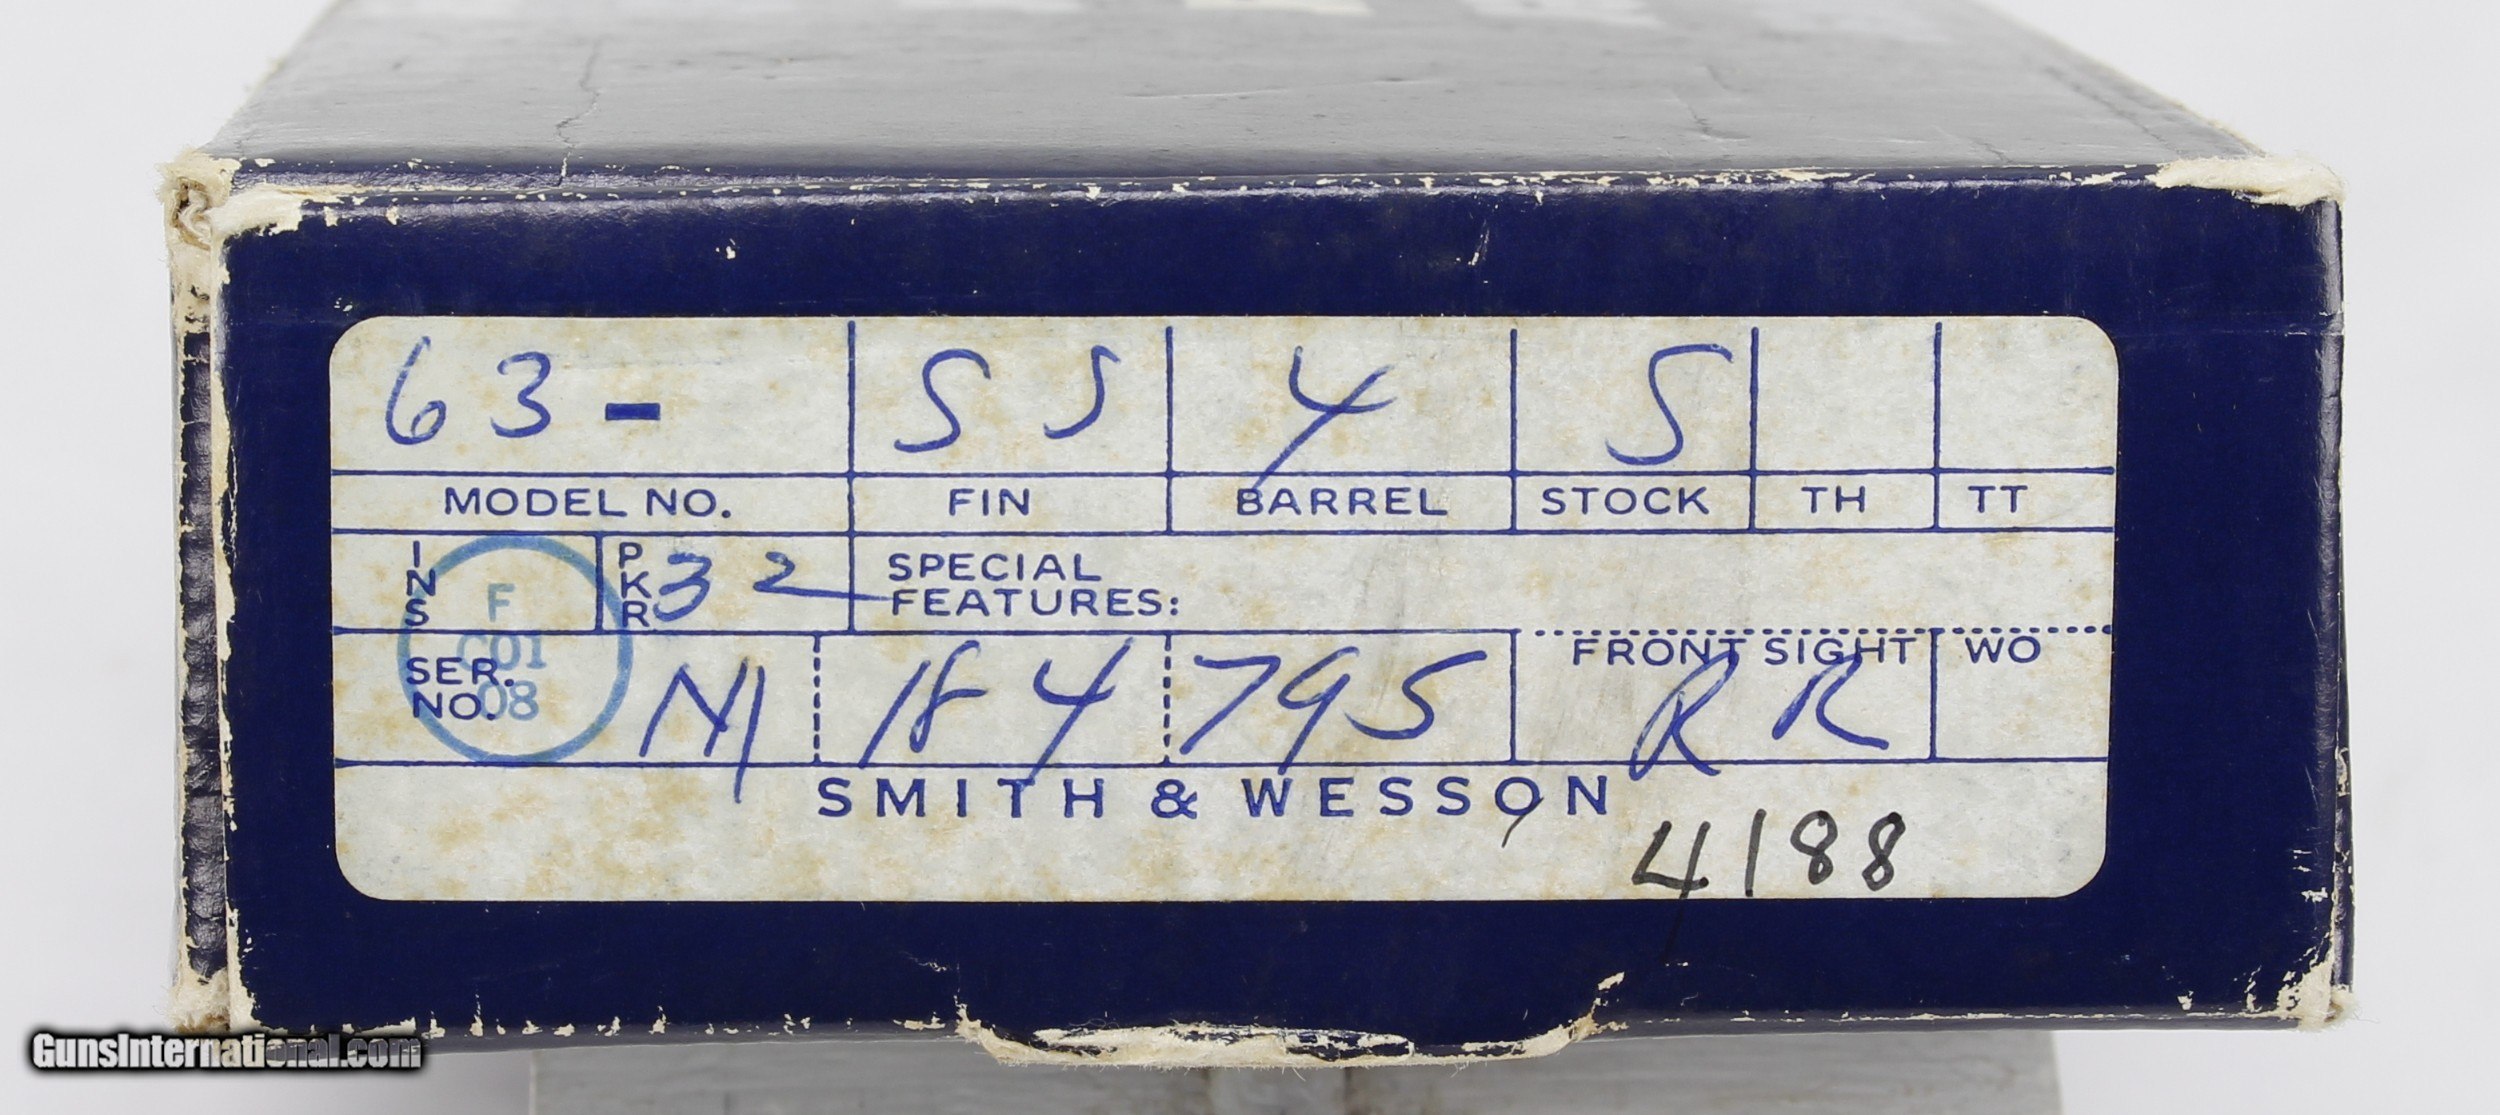 63- SS 4 S
MODEL NO. FIN BARREL STOCK TH TT
INS PKR 32 SPECIAL
FEATURES:
F
C01
08
SER.
NO. M1 184 795 FRONT SIGHT WO
RR
SMITH & WESSON
4188
GunsInternational.com